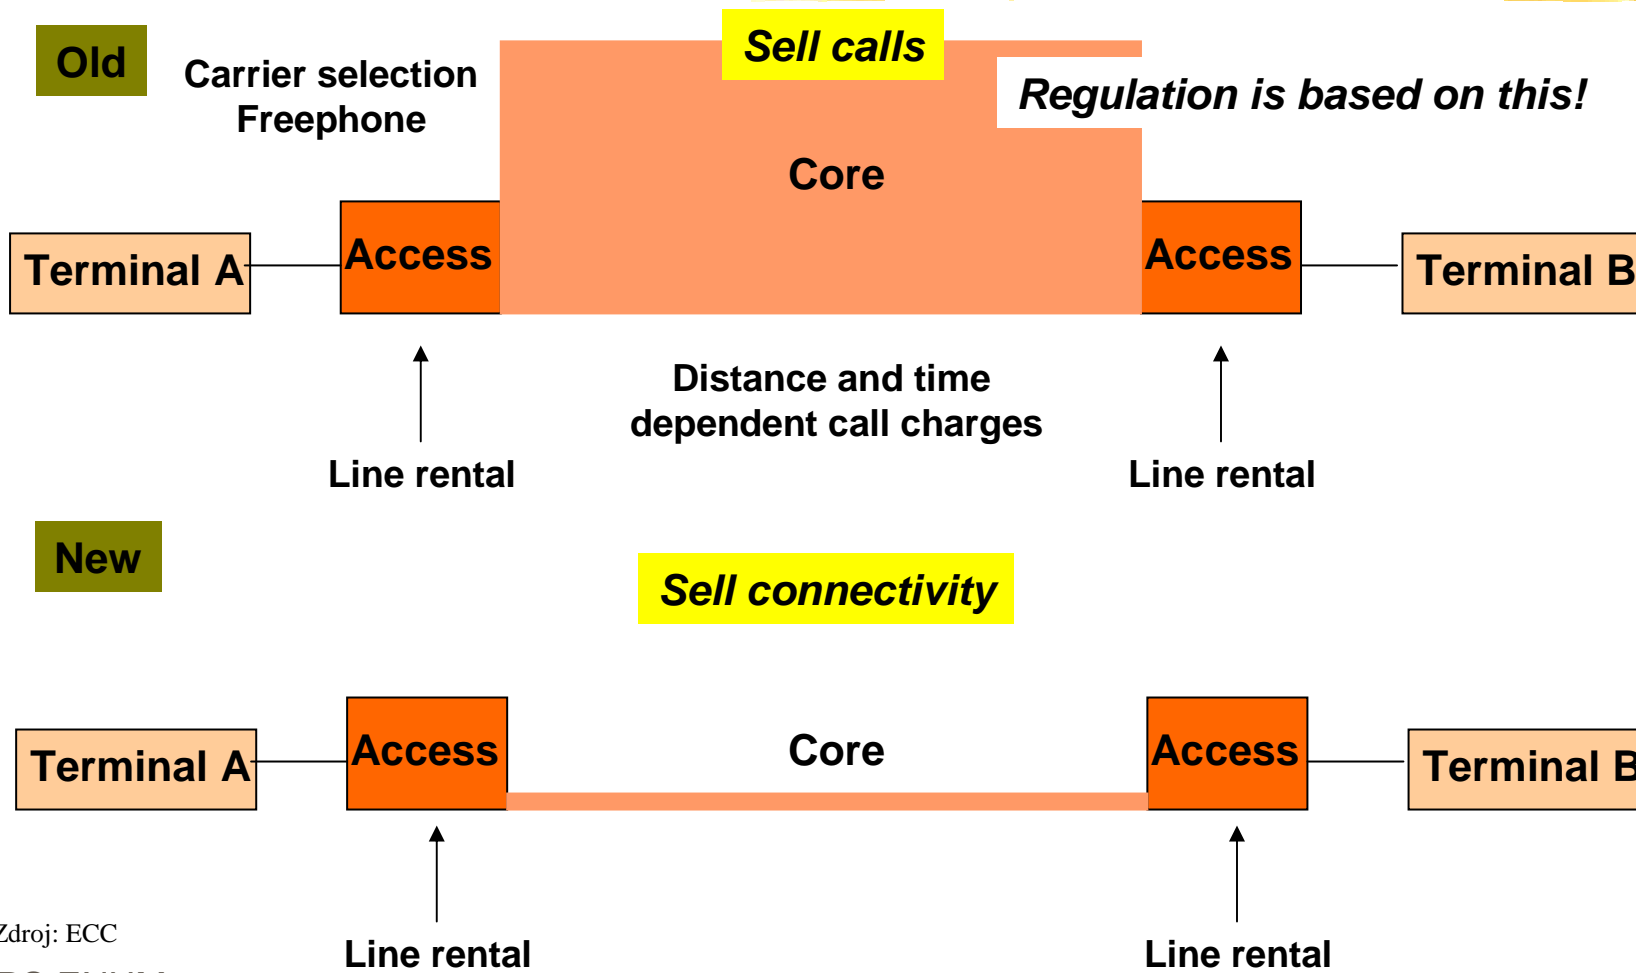 Old
Carrier selection
Freephone
Sell calls
Regulation is based on this!
Core
Terminal A
Access
Access
Terminal B
Distance and time
dependent call charges
Line rental
Line rental
New
Sell connectivity
Terminal A
Access
Core
Access
Terminal B
Zdroj: ECC
Line rental
Line rental